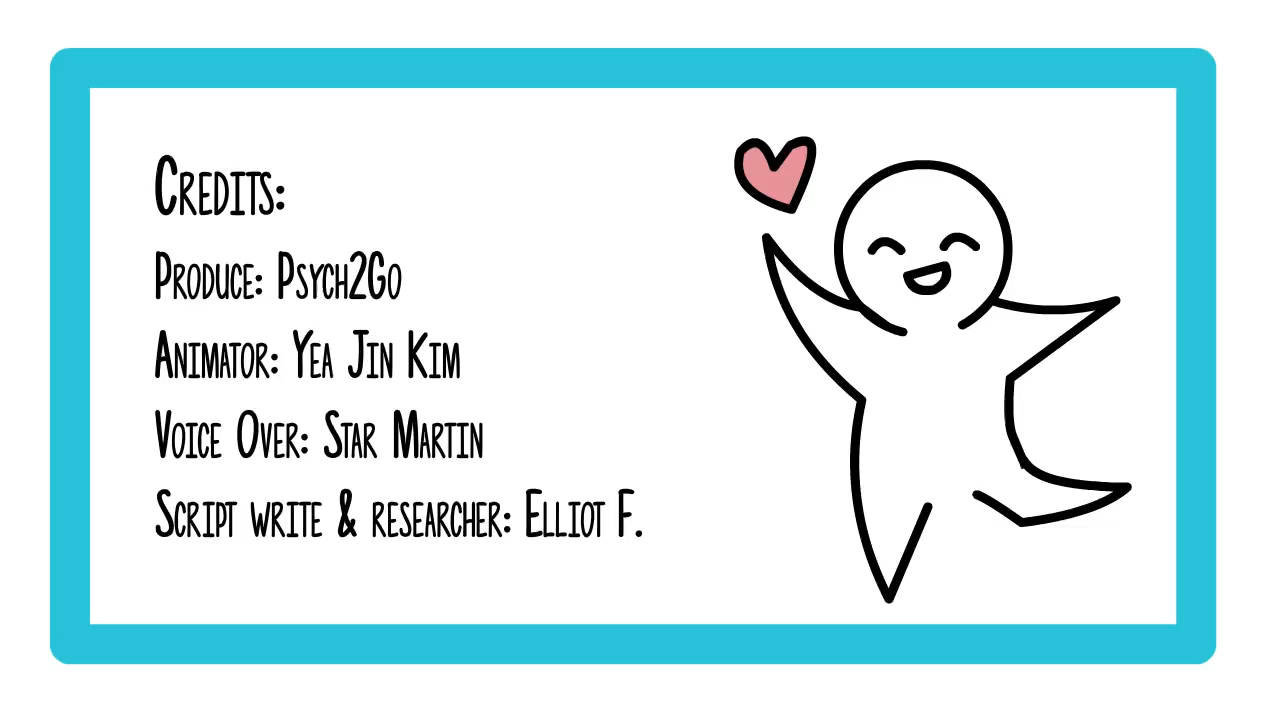 Credits:
Produce: Psych2Go
Animator: Yea Jin Kim
Voice Over: Star Martin
Script write & researcher: Elliot F.